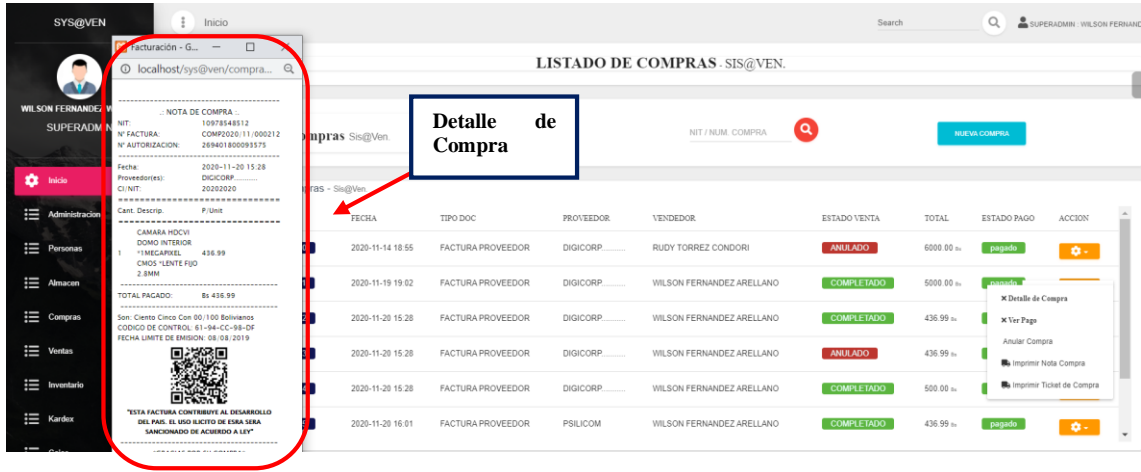 SYS@VEN
Inicio
Search
SUPERADMIN : WILSON FERNAND
WILSON FERNANDEZ W
SUPERADMIN
Inicio
Administracion
Personas
Almacen
Compras
Ventas
Inventario
Kardex
Facturación - G...
localhost/sys@ven/compra...
.: NOTA DE COMPRA :.
NIT: 10978548512
N° FACTURA: COMP2020/11/000212
N° AUTORIZACION: 269401800093575
Fecha: 2020-11-20 15:28
Proveedor(es): DIGICORP...........
CI/NIT: 20202020
Cant. Descrip. P/Unit
CAMARA HDCVI
DOMO INTERIOR
1 *1MEGAPIXEL 436.99
CMOS *LENTE FIJO
2.8MM
TOTAL PAGADO: Bs 436.99
Son: Ciento Cinco Con 00/100 Bolivianos
CODIGO DE CONTROL: 61-94-CC-98-DF
FECHA LIMITE DE EMISION: 08/08/2019
"ESTA FACTURA CONTRIBUYE AL DESARROLLO
DEL PAIS. EL USO ILICITO DE ESRA SERA
SANCIONADO DE ACUERDO A LEY"
LISTADO DE COMPRAS - SIS@VEN.
mpras Sis@Ven.
Detalle de
Compra
NIT / NUM. COMPRA
NUEVA COMPRA
pras - Sis@Ven
FECHA TIPO DOC PROVEEDOR VENDEDOR ESTADO VENTA TOTAL ESTADO PAGO ACCION
2020-11-14 18:55 FACTURA PROVEEDOR DIGICORP........... RUDY TORREZ CONDORI ANULADO 6000.00 Bs pagado
2020-11-19 19:02 FACTURA PROVEEDOR DIGICORP........... WILSON FERNANDEZ ARELLANO COMPLETADO 5000.00 Bs pagado
2020-11-20 15:28 FACTURA PROVEEDOR DIGICORP........... WILSON FERNANDEZ ARELLANO COMPLETADO 436.99 Bs
2020-11-20 15:28 FACTURA PROVEEDOR DIGICORP........... WILSON FERNANDEZ ARELLANO ANULADO 436.99 Bs
2020-11-20 15:28 FACTURA PROVEEDOR DIGICORP........... WILSON FERNANDEZ ARELLANO COMPLETADO 500.00 Bs
2020-11-20 16:01 FACTURA PROVEEDOR PSILICOM WILSON FERNANDEZ ARELLANO COMPLETADO 436.99 Bs pagado
Detalle de Compra
Ver Pago
Anular Compra
Imprimir Nota Compra
Imprimir Ticket de Compra